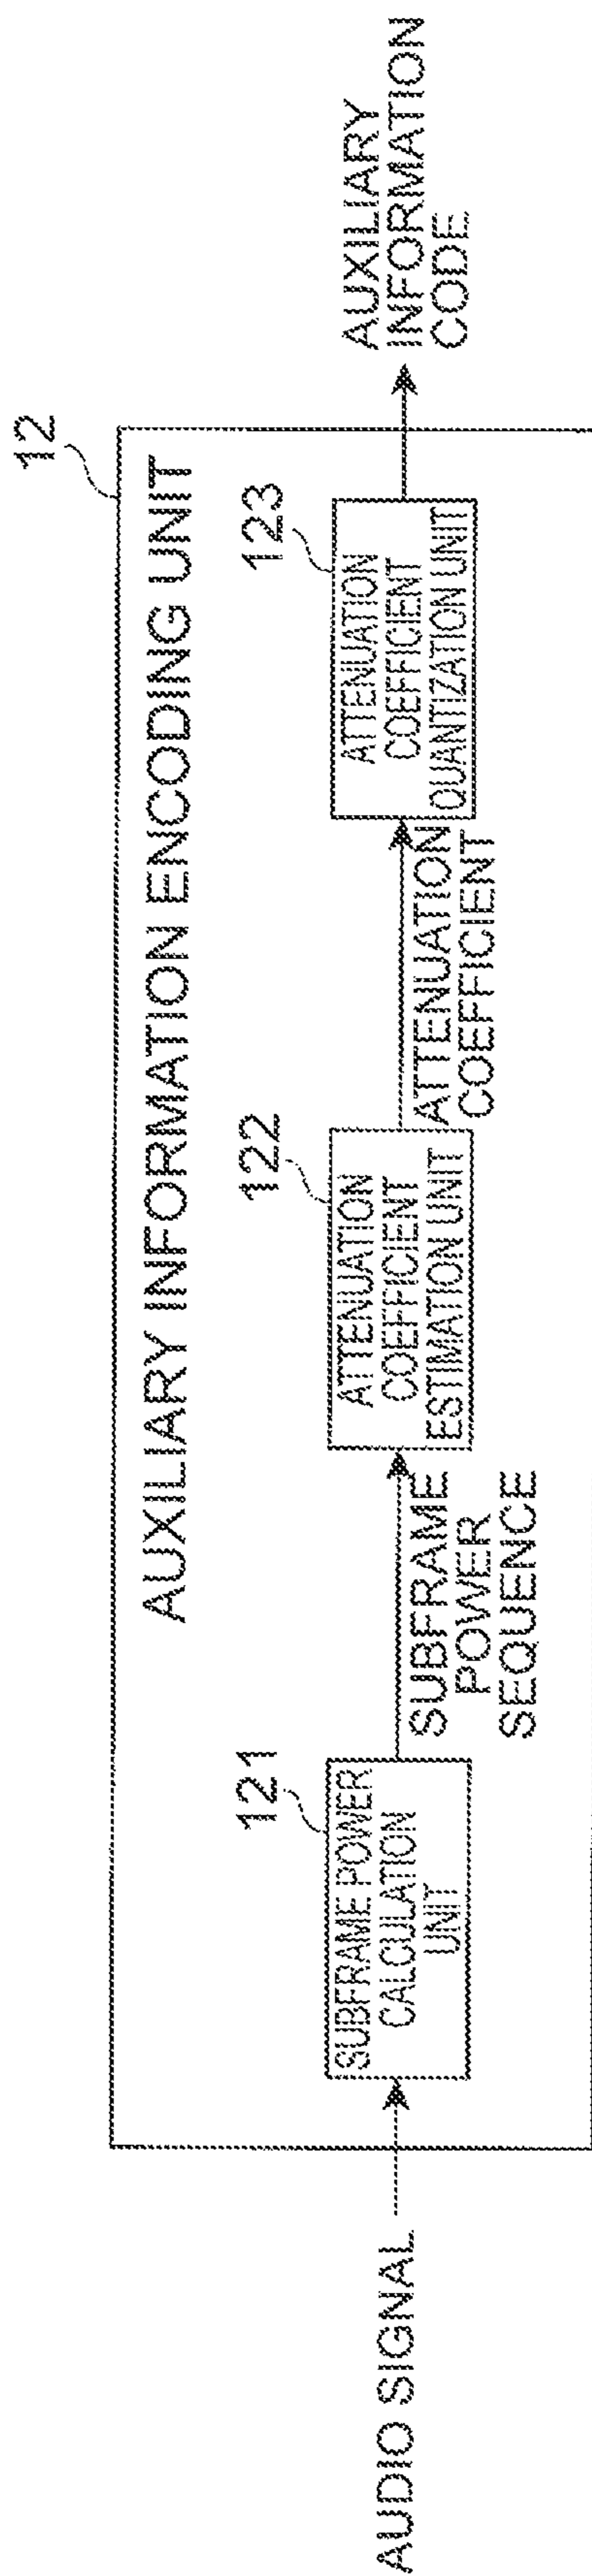 12
AUXILIARY INFORMATION ENCODING UNIT
AUDIO SIGNAL
121
SUBFRAME POWER
CALCULATION
UNIT
SUBFRAME
POWER
SEQUENCE
122
ATTENUATION
COEFFICIENT
ESTIMATION UNIT
ATTENUATION
COEFFICIENT
123
ATTENUATION
COEFFICIENT
QUANTIZATION UNIT
AUXILIARY
INFORMATION
CODE